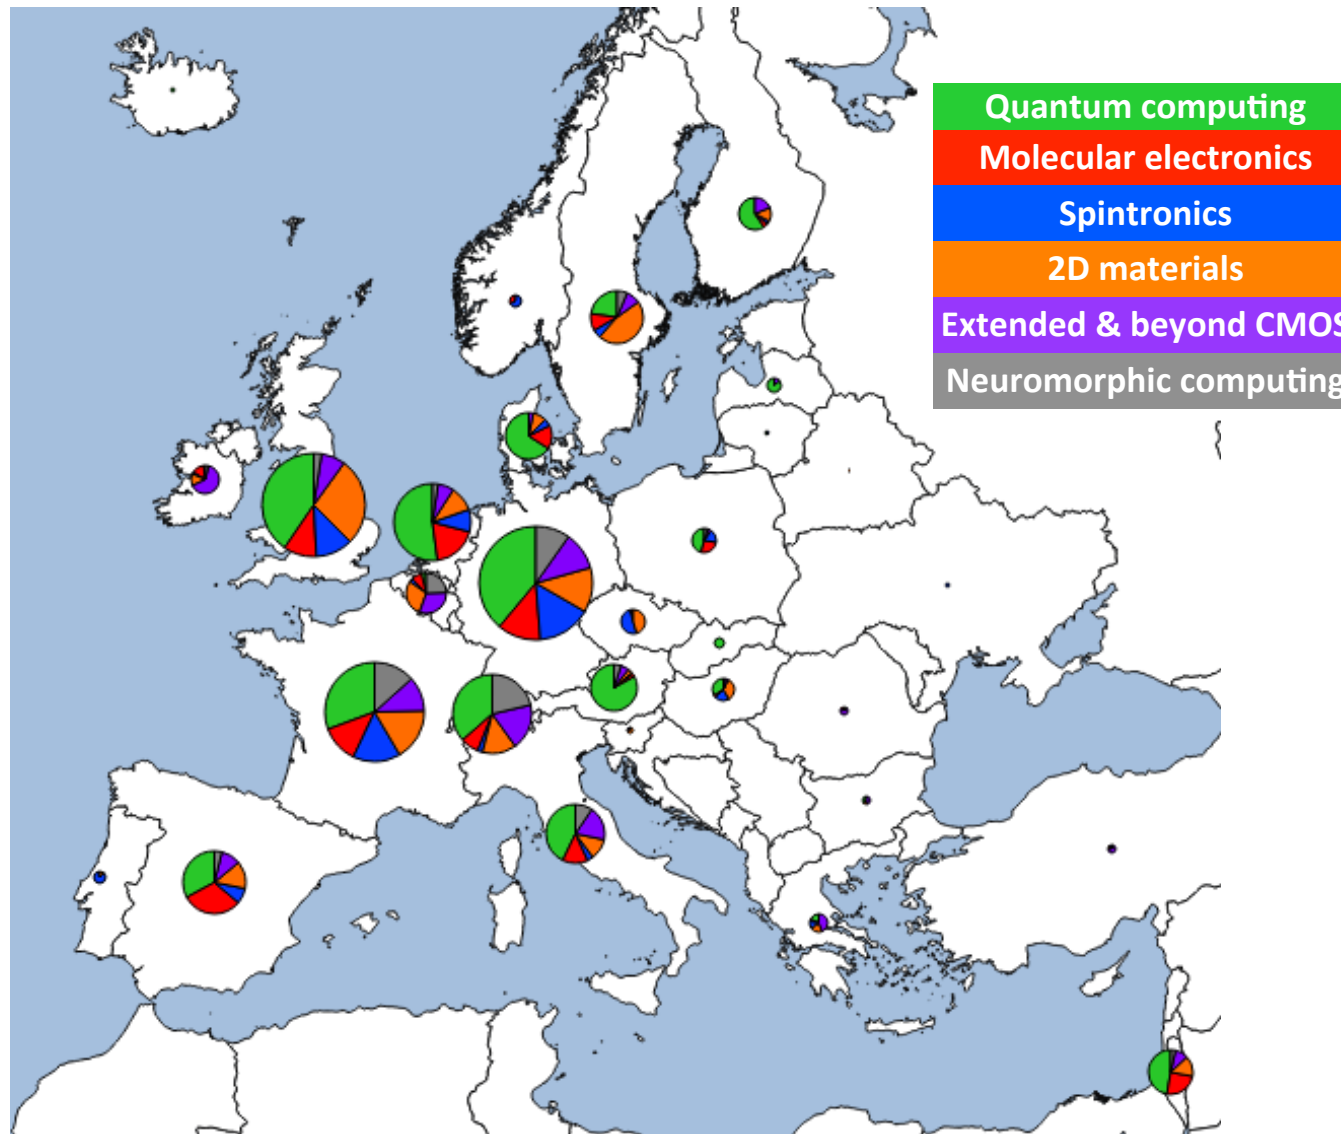 Quantum computing
Molecular electronics
Spintronics
2D materials
Extended & beyond CMOS
Neuromorphic computing